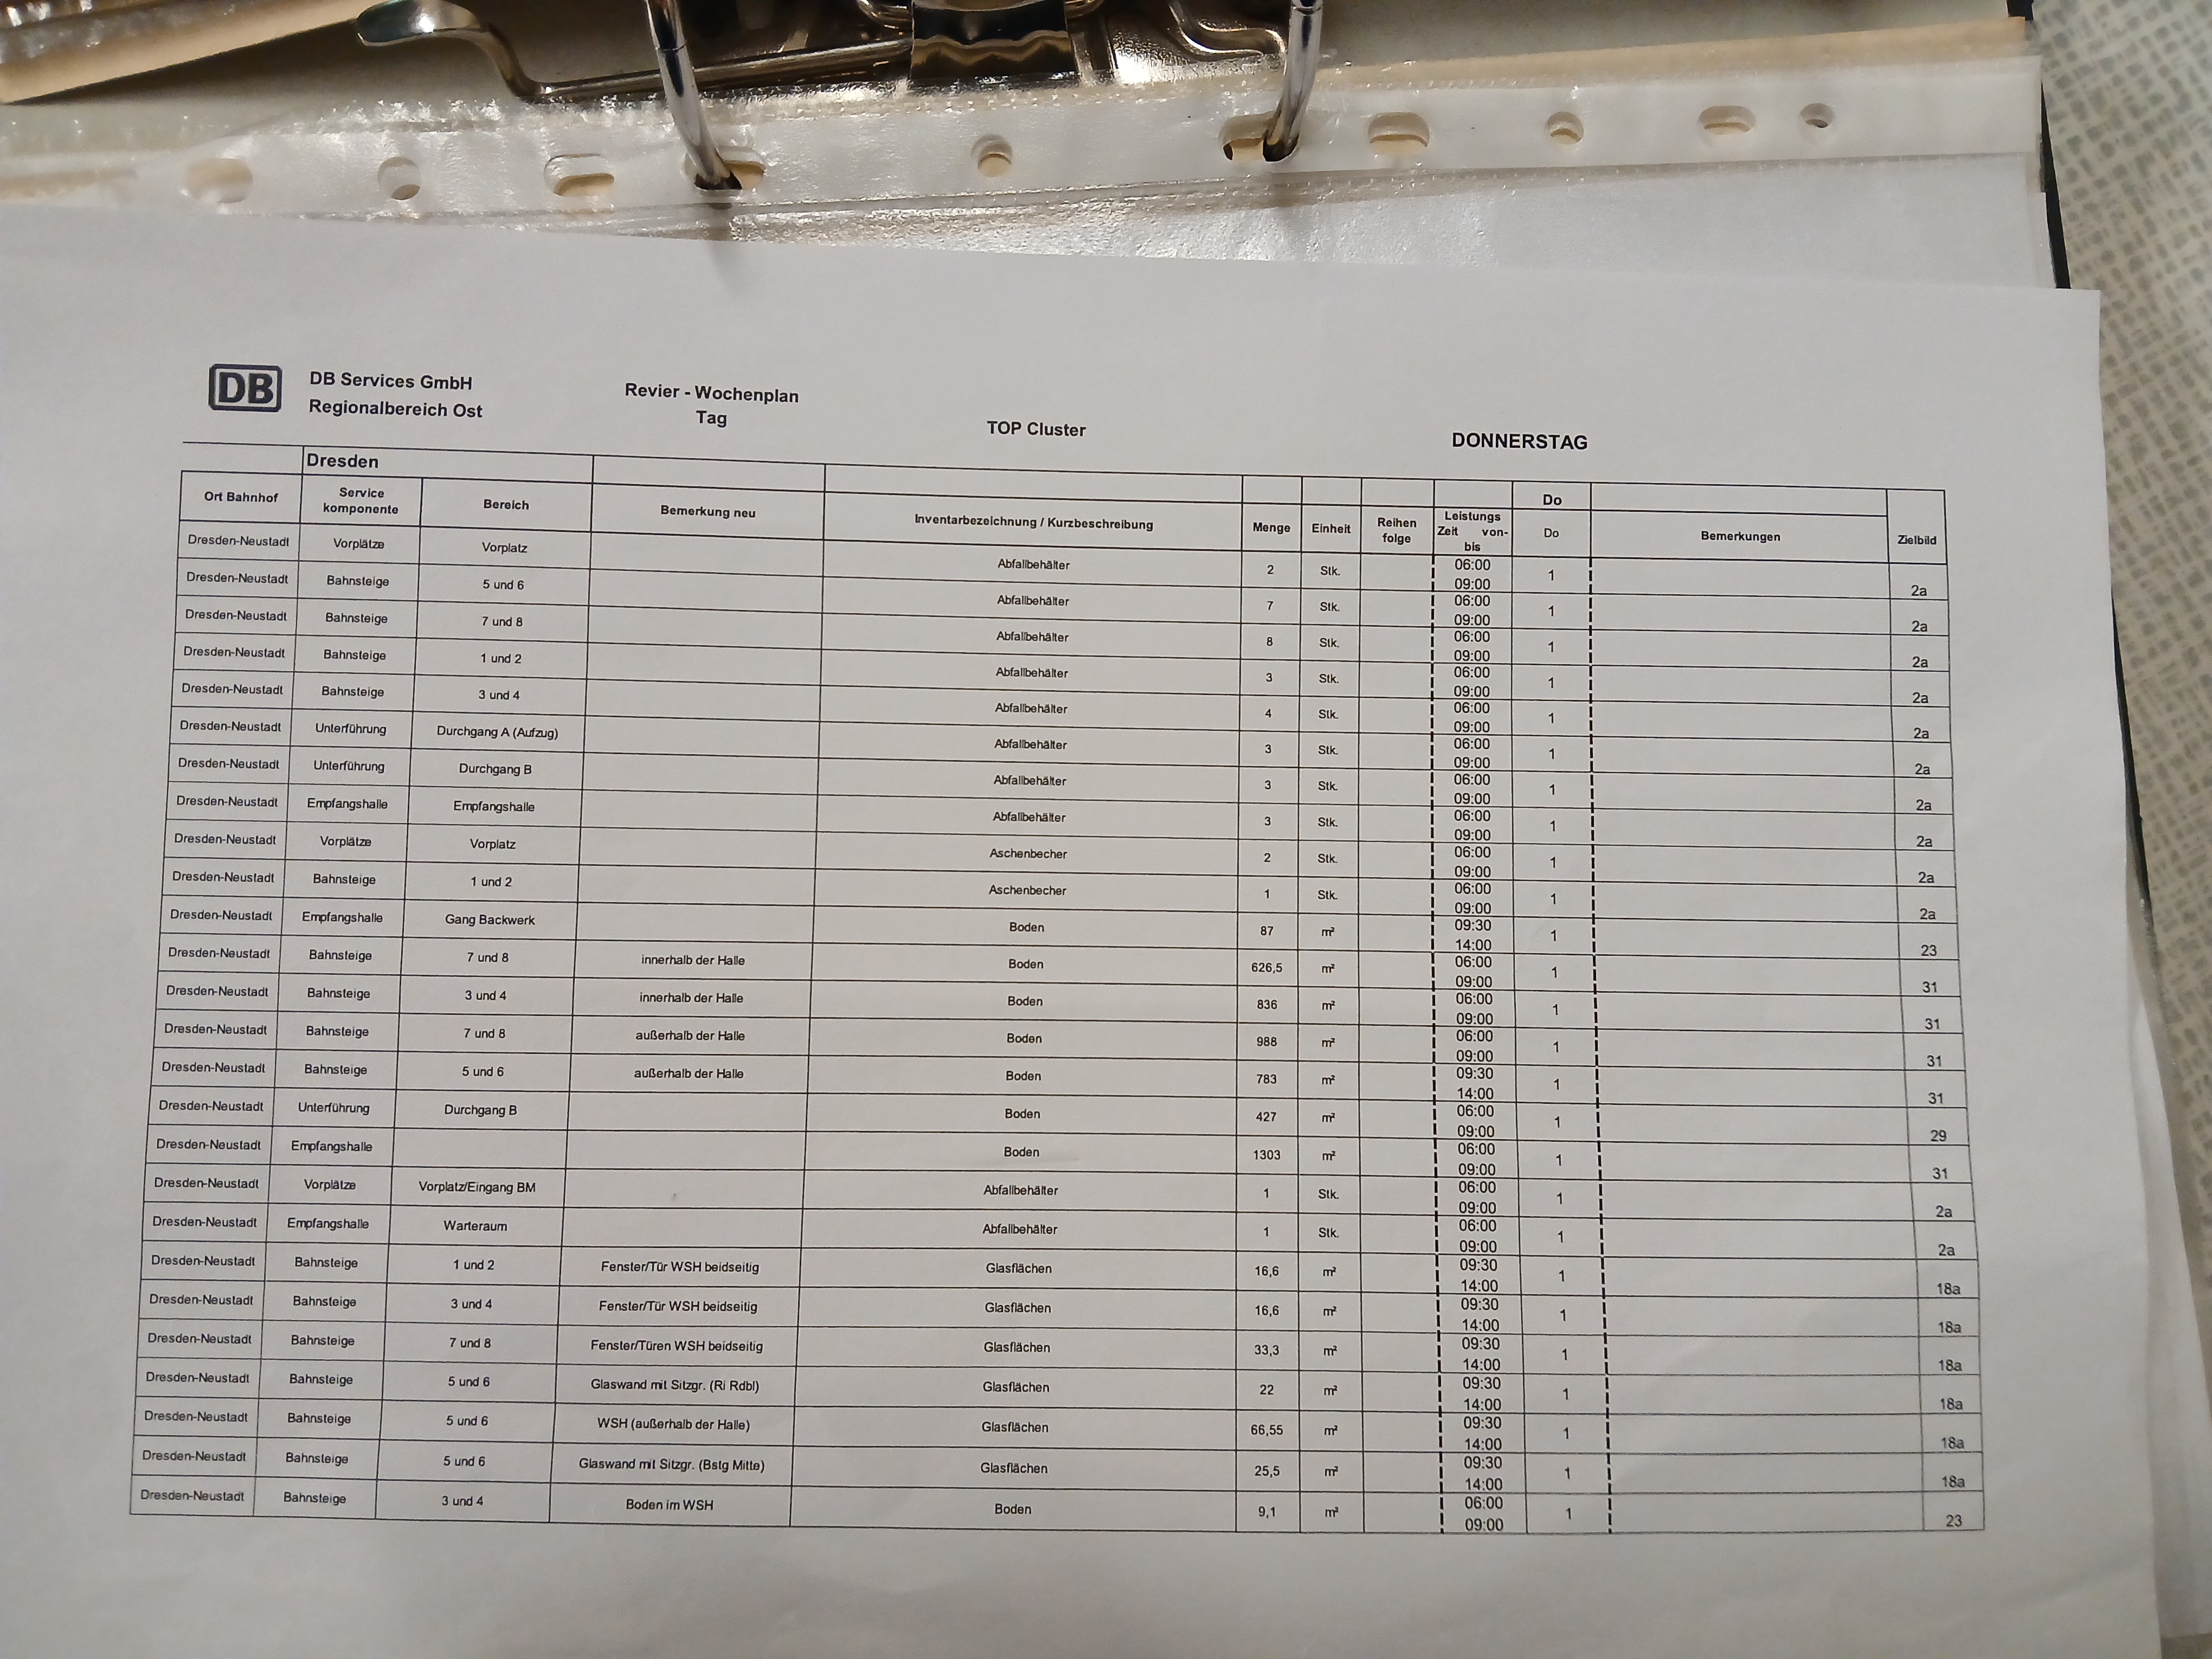 DB DB Services GmbH
Regionalbereich Ost
Revier - Wochenplan
Tag
TOP Cluster
DONNERSTAG
Dresden
Do
Ort Bahnhof Service komponente Bereich Bemerkung neu Inventarbezeichnung / Kurzbeschreibung Menge Einheit Reihen folge Leistungs Zeit von- bis Do Bemerkungen Zielbild
Dresden-Neustadt Vorplätze Vorplatz Abfallbehälter 2 Stk. 06:00 09:00 1 2a
Dresden-Neustadt Bahnsteige 5 und 6 Abfallbehälter 7 Stk. 06:00 09:00 1 2a
Dresden-Neustadt Bahnsteige 7 und 8 Abfallbehälter 8 Stk. 06:00 09:00 1 2a
Dresden-Neustadt Bahnsteige 1 und 2 Abfallbehälter 3 Stk. 06:00 09:00 1 2a
Dresden-Neustadt Bahnsteige 3 und 4 Abfallbehälter 4 Stk. 06:00 09:00 1 2a
Dresden-Neustadt Unterführung Durchgang A (Aufzug) Abfallbehälter 3 Stk. 06:00 09:00 1 2a
Dresden-Neustadt Unterführung Durchgang B Abfallbehälter 3 Stk. 06:00 09:00 1 2a
Dresden-Neustadt Empfangshalle Empfangshalle Abfallbehälter 3 Stk. 06:00 09:00 1 2a
Dresden-Neustadt Vorplätze Vorplatz Aschenbecher 2 Stk. 06:00 09:00 1 2a
Dresden-Neustadt Bahnsteige 1 und 2 Aschenbecher 1 Stk. 06:00 09:00 1 2a
Dresden-Neustadt Empfangshalle Gang Backwerk Boden 87 m² 09:30 14:00 1 23
Dresden-Neustadt Bahnsteige 7 und 8 innerhalb der Halle Boden 626,5 m² 06:00 09:00 1 31
Dresden-Neustadt Bahnsteige 3 und 4 innerhalb der Halle Boden 836 m² 06:00 09:00 1 31
Dresden-Neustadt Bahnsteige 7 und 8 außerhalb der Halle Boden 988 m² 06:00 09:00 1 31
Dresden-Neustadt Bahnsteige 5 und 6 außerhalb der Halle Boden 783 m² 09:30 14:00 1 31
Dresden-Neustadt Unterführung Durchgang B Boden 427 m² 06:00 09:00 1 29
Dresden-Neustadt Empfangshalle Boden 1303 m² 06:00 09:00 1 31
Dresden-Neustadt Vorplätze Vorplatz/Eingang BM Abfallbehälter 1 Stk. 06:00 09:00 1 2a
Dresden-Neustadt Empfangshalle Warteraum Abfallbehälter 1 Stk. 06:00 09:00 1 2a
Dresden-Neustadt Bahnsteige 1 und 2 Fenster/Tür WSH beidseitig Glasflächen 16,6 m² 09:30 14:00 1 18a
Dresden-Neustadt Bahnsteige 3 und 4 Fenster/Tür WSH beidseitig Glasflächen 16,6 m² 09:30 14:00 1 18a
Dresden-Neustadt Bahnsteige 7 und 8 Fenster/Türen WSH beidseitig Glasflächen 33,3 m² 09:30 14:00 1 18a
Dresden-Neustadt Bahnsteige 5 und 6 Glaswand mit Sitzgr. (Ri Rdbl) Glasflächen 22 m² 09:30 14:00 1 18a
Dresden-Neustadt Bahnsteige 5 und 6 WSH (außerhalb der Halle) Glasflächen 66,55 m² 09:30 14:00 1 18a
Dresden-Neustadt Bahnsteige 5 und 6 Glaswand mit Sitzgr. (Bstg Mitte) Glasflächen 25,5 m² 09:30 14:00 1 18a
Dresden-Neustadt Bahnsteige 3 und 4 Boden im WSH Boden 9,1 m² 06:00 09:00 1 23